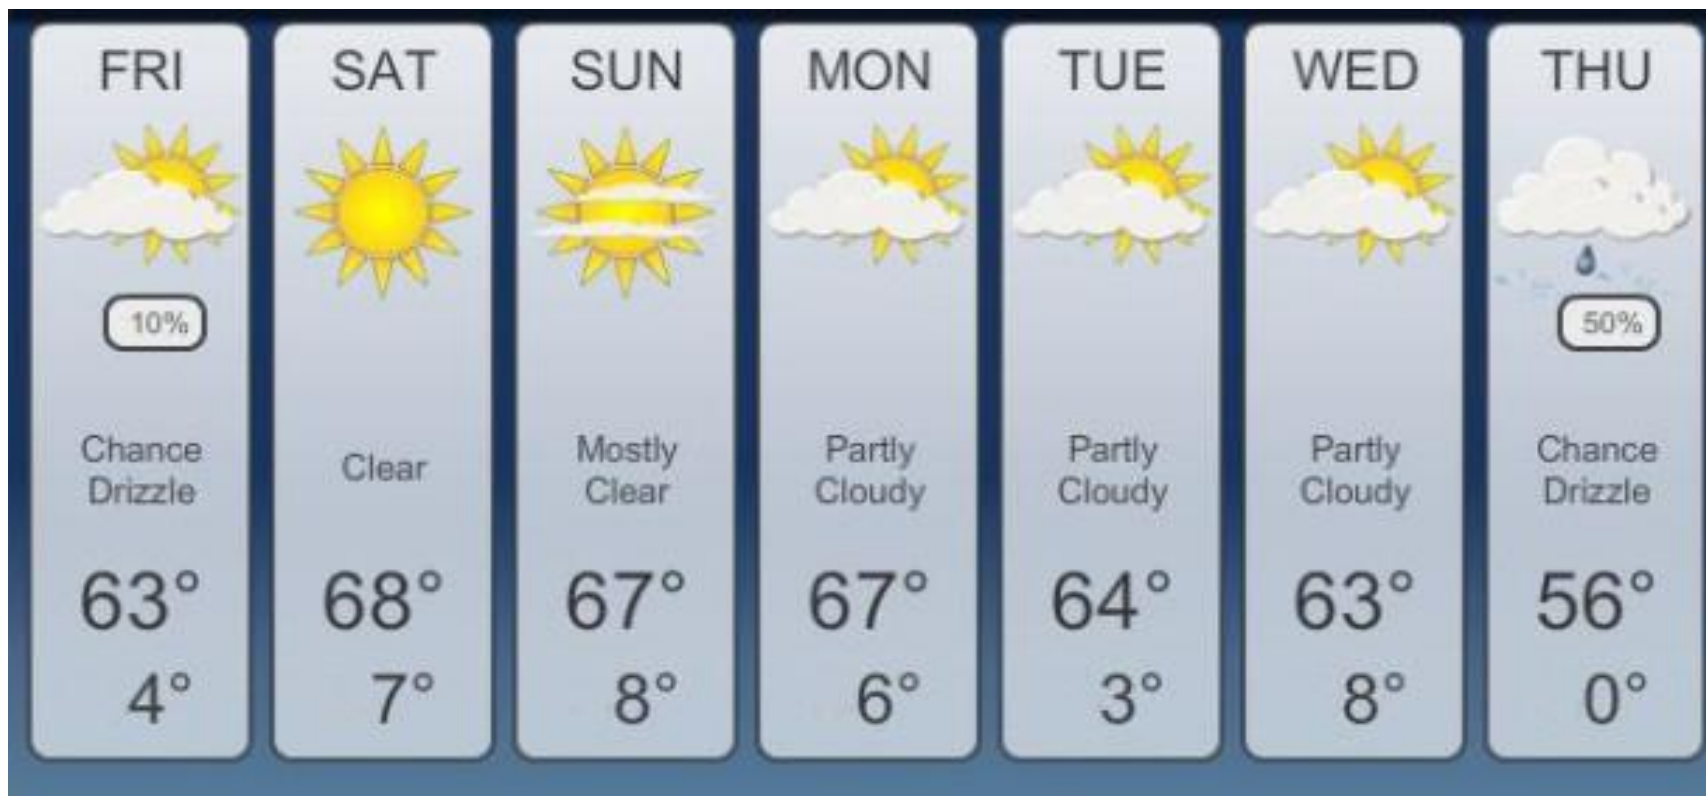 FRI
SAT
SUN
MON
TUE
WED
THU
10%
50%
Chance
Drizzle
Clear
Mostly
Clear
Partly
Cloudy
Partly
Cloudy
Partly
Cloudy
Chance
Drizzle
63°
68°
67°
67°
64°
63°
56°
4°
7°
8°
6°
3°
8°
0°